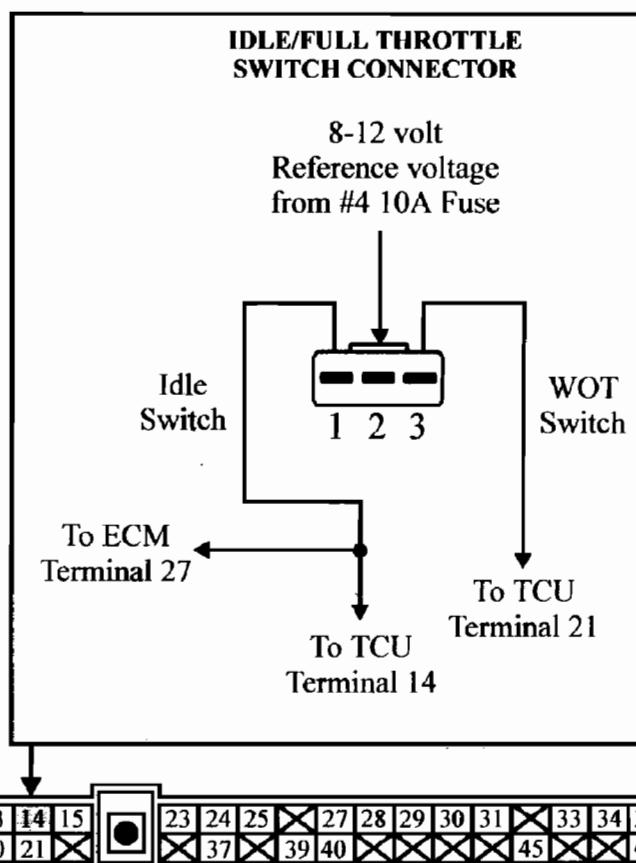 IDLE/FULL THROTTLE
SWITCH CONNECTOR
8-12 volt
Reference voltage
from #4 10A Fuse
Idle
Switch
WOT
Switch
1 2 3
To ECM
Terminal 27
To TCU
Terminal 21
To TCU
Terminal 14
14 15 23 24 25 27 28 29 30 31 33 34
21 37 39 40 45